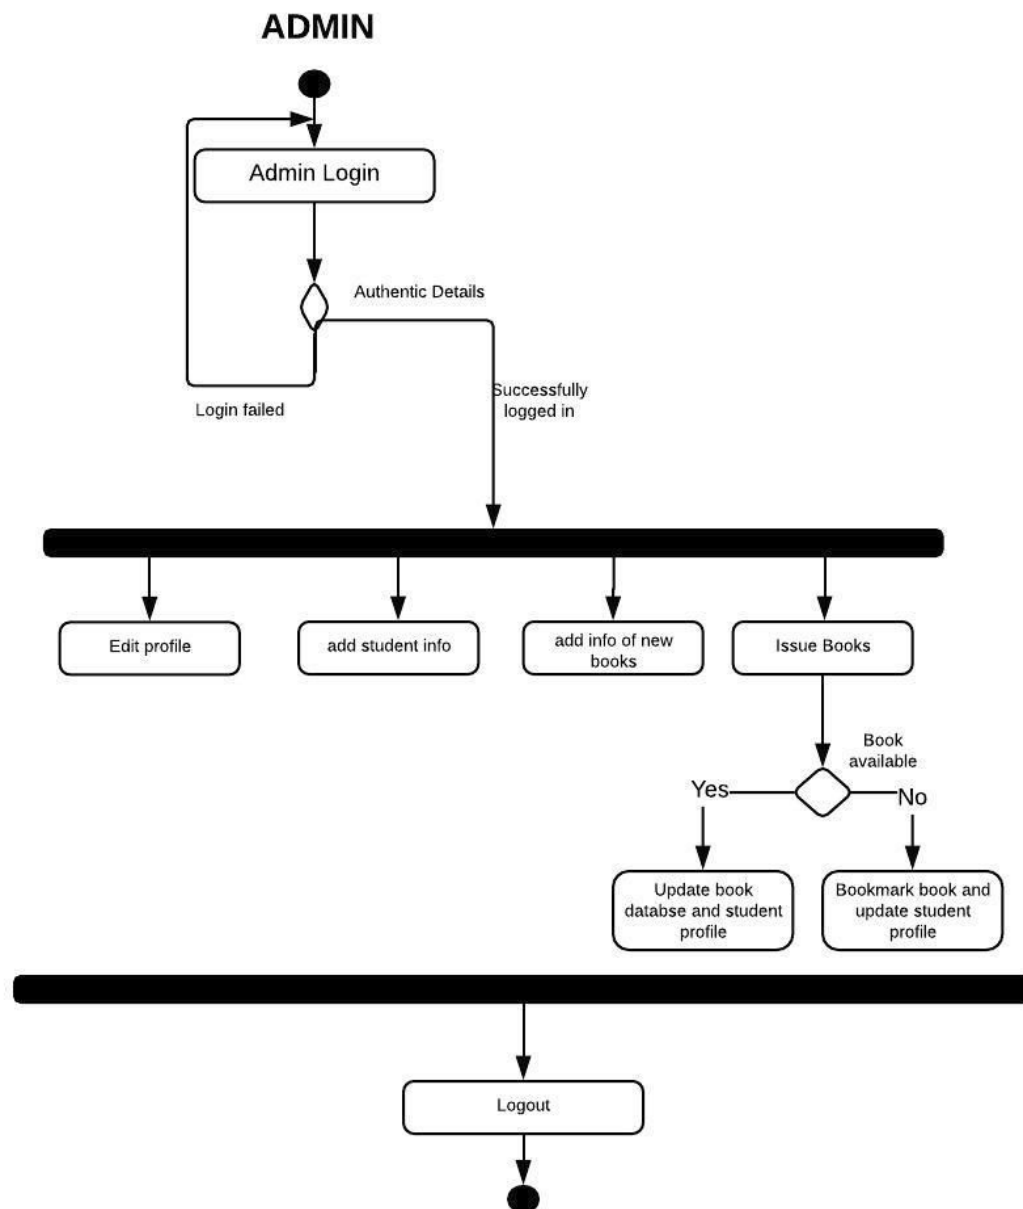 ADMIN
Admin Login
Authentic Details
Successfully
logged in
Login failed
Edit profile
add student info
add info of new
books
Issue Books
Book
available
Yes
No
Update book
databse and student
profile
Bookmark book and
update student
profile
Logout